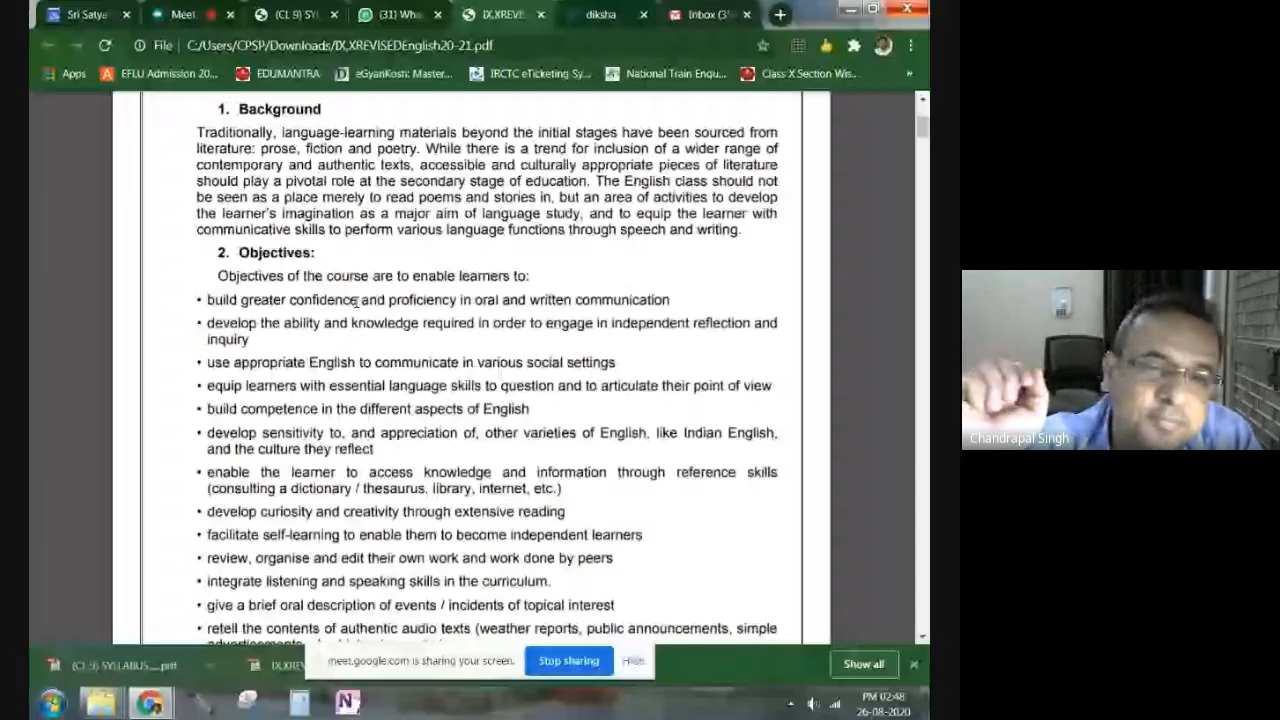 Sri Satya
Meet
(CL 9) SY
(31) Wha
IX,XREVI
diksha
Inbox (3
File
C:/Users/CPSP/Downloads/IX,XREVISEDEnglish20-21.pdf
Apps
EFLU Admission 20...
EDUMANTRA
eGyanKosh: Master...
IRCTC eTicketing Sy...
National Train Enqu...
Class X Section Wis...
1. Background
Traditionally, language-learning materials beyond the initial stages have been sourced from
literature: prose, fiction and poetry. While there is a trend for inclusion of a wider range of
contemporary and authentic texts, accessible and culturally appropriate pieces of literature
should play a pivotal role at the secondary stage of education. The English class should not
be seen as a place merely to read poems and stories in, but an area of activities to develop
the learner's imagination as a major aim of language study, and to equip the learner with
communicative skills to perform various language functions through speech and writing.
2. Objectives:
Objectives of the course are to enable learners to:
• build greater confidence and proficiency in oral and written communication
• develop the ability and knowledge required in order to engage in independent reflection and
inquiry
• use appropriate English to communicate in various social settings
• equip learners with essential language skills to question and to articulate their point of view
• build competence in the different aspects of English
• develop sensitivity to, and appreciation of, other varieties of English, like Indian English,
and the culture they reflect
• enable the learner to access knowledge and information through reference skills
(consulting a dictionary / thesaurus, library, internet, etc.)
• develop curiosity and creativity through extensive reading
• facilitate self-learning to enable them to become independent learners
• review, organise and edit their own work and work done by peers
• integrate listening and speaking skills in the curriculum.
• give a brief oral description of events / incidents of topical interest
• retell the contents of authentic audio texts (weather reports, public announcements, simple
Chandrapal Singh
(CL 9) SYLLABUS....pdf
IX,XREV
meet.google.com is sharing your screen.
Stop sharing
Hide
Show all
PM 02:48
26-08-2020